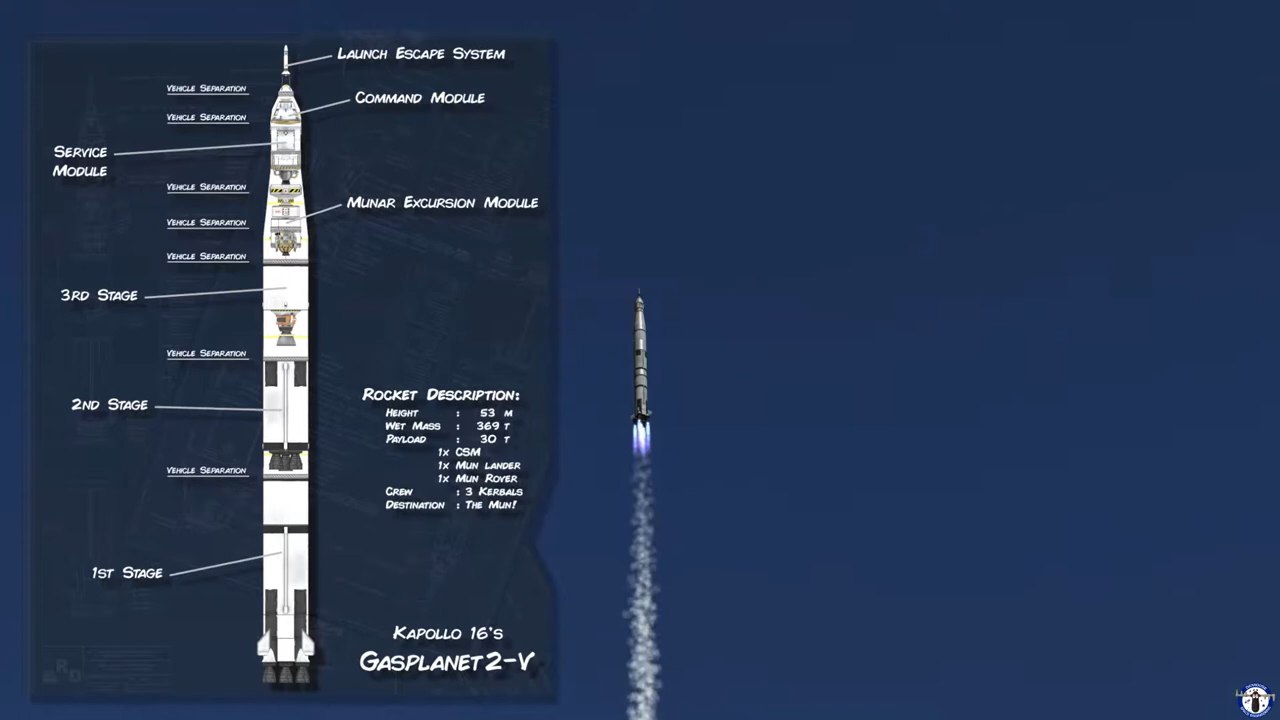 Launch Escape System
Vehicle Separation
Command Module
Vehicle Separation
Service
Module
Vehicle Separation
Munar Excursion Module
Vehicle Separation
Vehicle Separation
3rd Stage
Vehicle Separation
2nd Stage
Rocket Description:
Height : 53 m
Wet Mass : 369 t
Payload : 30 t
1x CSM
1x Mun lander
1x Mun Rover
Crew : 3 Kerbals
Destination : The Mun!
Vehicle Separation
1st Stage
Kapollo 16's
Gasplanet 2-V